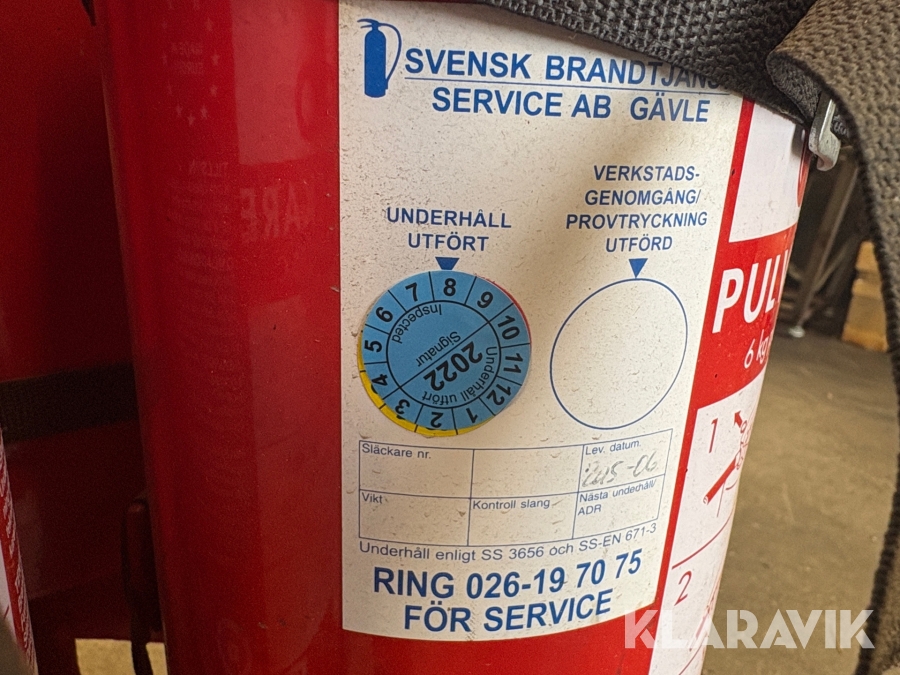 SVENSK BRANDTJÄNST
SERVICE AB GÄVLE
UNDERHÅLL
UTFÖRT
VERKSTADS-
GENOMGÅNG/
PROVTRYCKNING
UTFÖRD
1 2 3 4 5 6 7 8 9 10 11 12
Inspected
Signatur
2022
Underhåll utfört
Släckare nr.
Lev. datum.
Vikt
Kontroll slang
Nästa underhåll/
ADR
Underhåll enligt SS 3656 och SS-EN 671-3
RING 026-19 70 75
FÖR SERVICE
PUL
6 kg
1
2
KLARAVIK